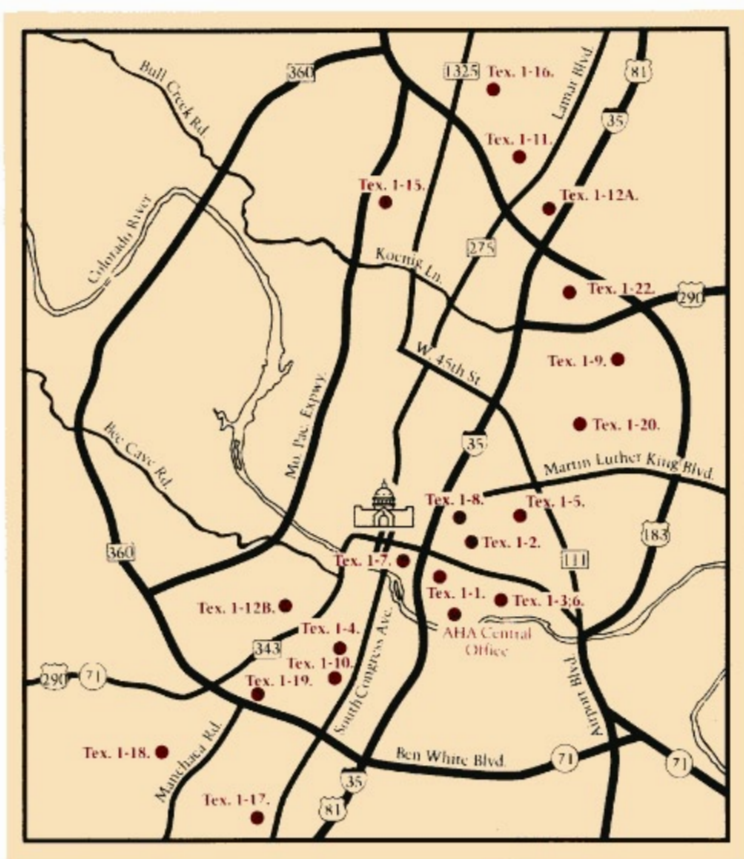 360
1325
Tex. 1-16.
Lamar Blvd.
81
Bull Creek Rd.
35
Tex. 1-11.
Tex. 1-15.
Tex. 1-12A.
Colorado River
275
Koenig Ln.
Tex. 1-22.
290
W. 45th St.
Tex. 1-9.
Mo. Pac. Expwy.
Tex. 1-20.
Bee Cave Rd.
35
Martin Luther King Blvd.
Tex. 1-8.
Tex. 1-5.
183
Tex. 1-2.
360
Tex. 1-7.
111
Tex. 1-1.
Tex. 1-3;6.
Tex. 1-12B.
Tex. 1-4.
AHA Central
Office
343
Tex. 1-10.
South Congress Ave.
290
71
Tex. 1-19.
Airport Blvd.
Tex. 1-18.
Manchaca Rd.
Ben White Blvd.
71
71
35
Tex. 1-17.
81